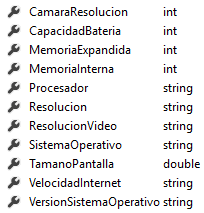 CamaraResolucion int
CapacidadBateria int
MemoriaExpandida int
MemoriaInterna int
Procesador string
Resolucion string
ResolucionVideo string
SistemaOperativo string
TamanoPantalla double
VelocidadInternet string
VersionSistemaOperativo string